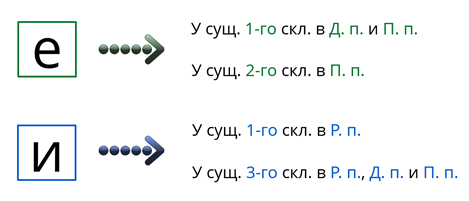 е
У сущ. 1-го скл. в Д. п. и П. п.
У сущ. 2-го скл. в П. п.
и
У сущ. 1-го скл. в Р. п.
У сущ. 3-го скл. в Р. п., Д. п. и П. п.